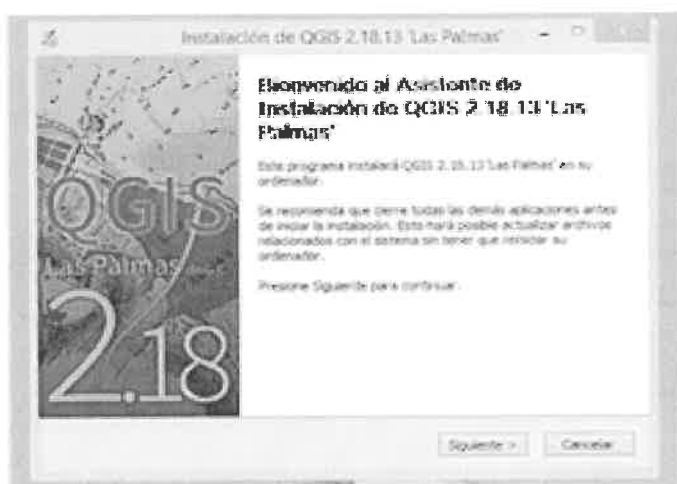 Instalación de QGIS 2.18.13 'Las Palmas'
Bienvenido al Asistente de
Instalación de QGIS 2.18.13 'Las
Palmas'
Este programa instalará QGIS 2.18.13 'Las Palmas' en su
ordenador.
Se recomienda que cierre todas las demás aplicaciones antes
de iniciar la instalación. Esto hará posible actualizar archivos
relacionados con el sistema sin tener que reiniciar su
ordenador.
Presione Siguiente para continuar.
QGIS
Las Palmas
2.18
Siguiente >
Cancelar